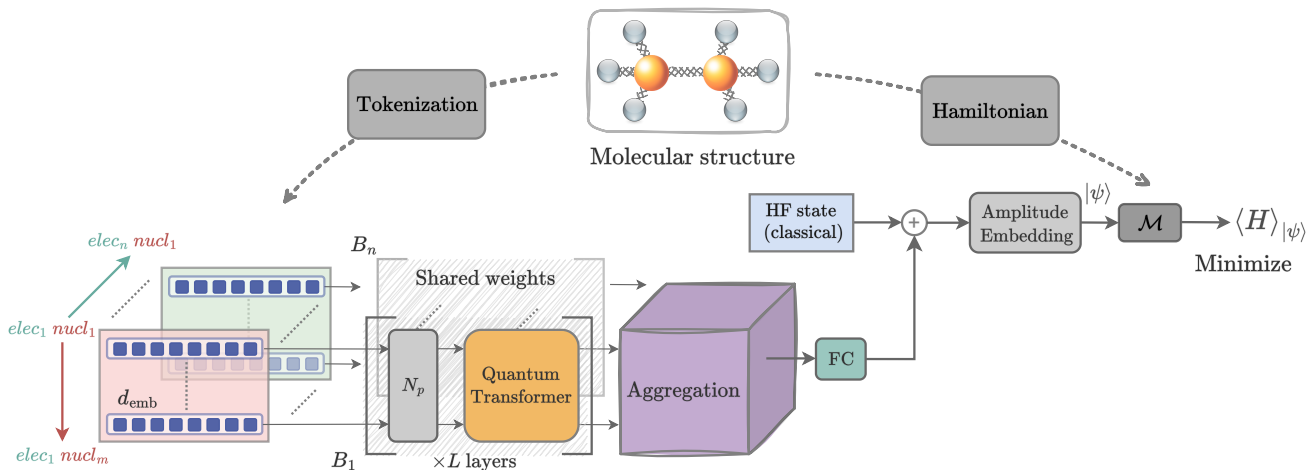 Tokenization
Molecular structure
Hamiltonian
HF state
(classical)
+
Amplitude
Embedding
|ψ⟩
ℳ
⟨H⟩|ψ⟩
Minimize
elecₙ nucl₁
elec₁ nucl₁
elec₁ nuclₘ
d_emb
Bₙ
Shared weights
Nₚ
Quantum
Transformer
B₁
×L layers
Aggregation
FC